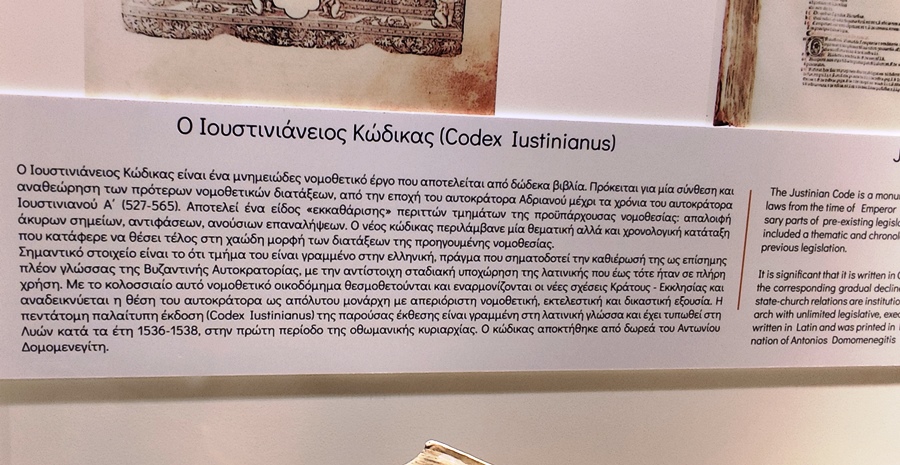 Ο Ιουστινιάνειος Κώδικας (Codex Iustinianus)
Ο Ιουστινιάνειος Κώδικας είναι ένα μνημειώδες νομοθετικό έργο που αποτελείται από δώδεκα βιβλία. Πρόκειται για μία σύνθεση και
αναθεώρηση των πρότερων νομοθετικών διατάξεων, από την εποχή του αυτοκράτορα Αδριανού μέχρι τα χρόνια του αυτοκράτορα
Ιουστινιανού Α΄ (527-565). Αποτελεί ένα είδος «εκκαθάρισης» περιττών τμημάτων της προϋπάρχουσας νομοθεσίας: απαλοιφή
άκυρων σημείων, αντιφάσεων, ανούσιων επαναλήψεων. Ο νέος κώδικας περιλάμβανε μία θεματική αλλά και χρονολογική κατάταξη
που κατάφερε να θέσει τέλος στη χαώδη μορφή των διατάξεων της προηγουμένης νομοθεσίας.
Σημαντικό στοιχείο είναι το ότι τμήμα του είναι γραμμένο στην ελληνική, πράγμα που σηματοδοτεί την καθιέρωσή της ως επίσημης
πλέον γλώσσας της Βυζαντινής Αυτοκρατορίας, με την αντίστοιχη σταδιακή υποχώρηση της λατινικής που έως τότε ήταν σε πλήρη
χρήση. Με το κολοσσιαίο αυτό νομοθετικό οικοδόμημα θεσμοθετούνται και εναρμονίζονται οι νέες σχέσεις Κράτους - Εκκλησίας και
αναδεικνύεται η θέση του αυτοκράτορα ως απόλυτου μονάρχη με απεριόριστη νομοθετική, εκτελεστική και δικαστική εξουσία. Η
πεντάτομη παλαίτυπη έκδοση (Codex Iustinianus) της παρούσας έκθεσης είναι γραμμένη στη λατινική γλώσσα και έχει τυπωθεί στη
Λυών κατά τα έτη 1536-1538, στην πρώτη περίοδο της οθωμανικής κυριαρχίας. Ο κώδικας αποκτήθηκε από δωρεά του Αντωνίου
Δομομενεγίτη.
The Justinian Code is a monu
laws from the time of Emperor
sary parts of pre-existing legisl
included a thematic and chronol
previous legislation.
It is significant that it is written in
the corresponding gradual decline
state-church relations are institutio
arch with unlimited legislative, exec
written in Latin and was printed in
nation of Antonios Domomenegitis